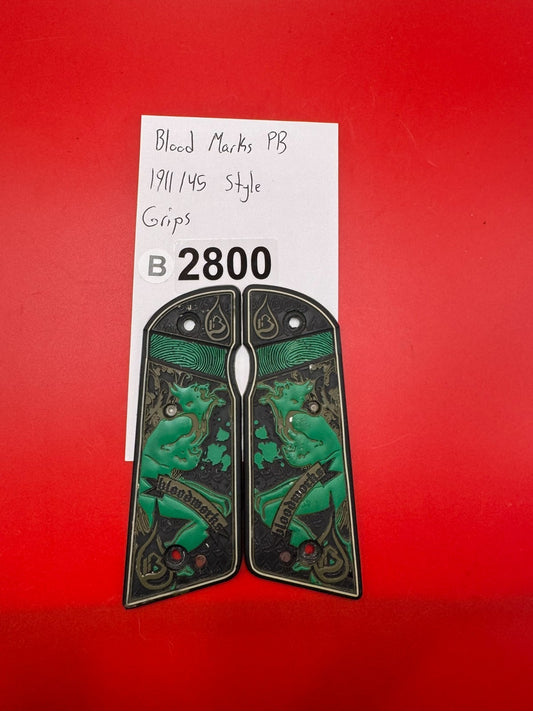 Blood Marks PB
1911/45 Style
Grips
B 2800
B B
bloodworks bloodworks
B B